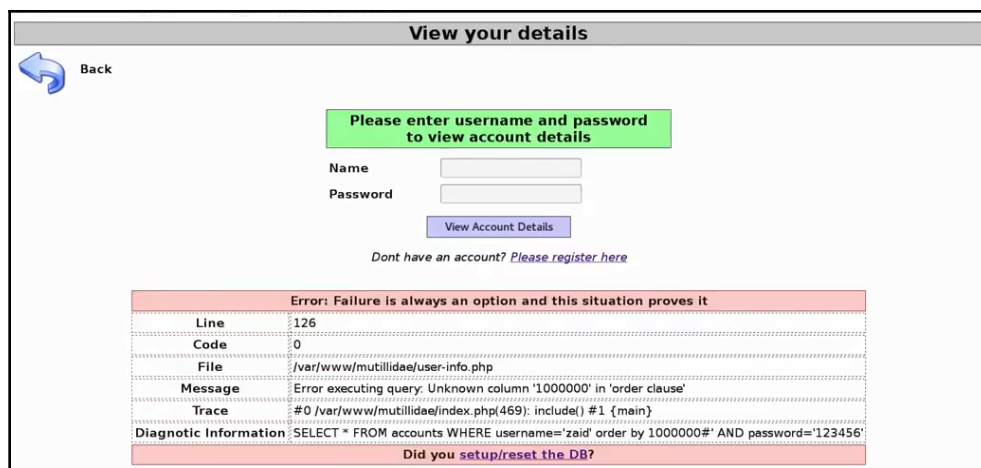 View your details
Back
Please enter username and password
to view account details
Name
Password
View Account Details
Dont have an account? Please register here
Error: Failure is always an option and this situation proves it
Line 126
Code 0
File /var/www/mutillidae/user-info.php
Message Error executing query: Unknown column '1000000' in 'order clause'
Trace #0 /var/www/mutillidae/index.php(469): include() #1 {main}
Diagnotic Information SELECT * FROM accounts WHERE username='zaid' order by 1000000#' AND password='123456'
Did you setup/reset the DB?